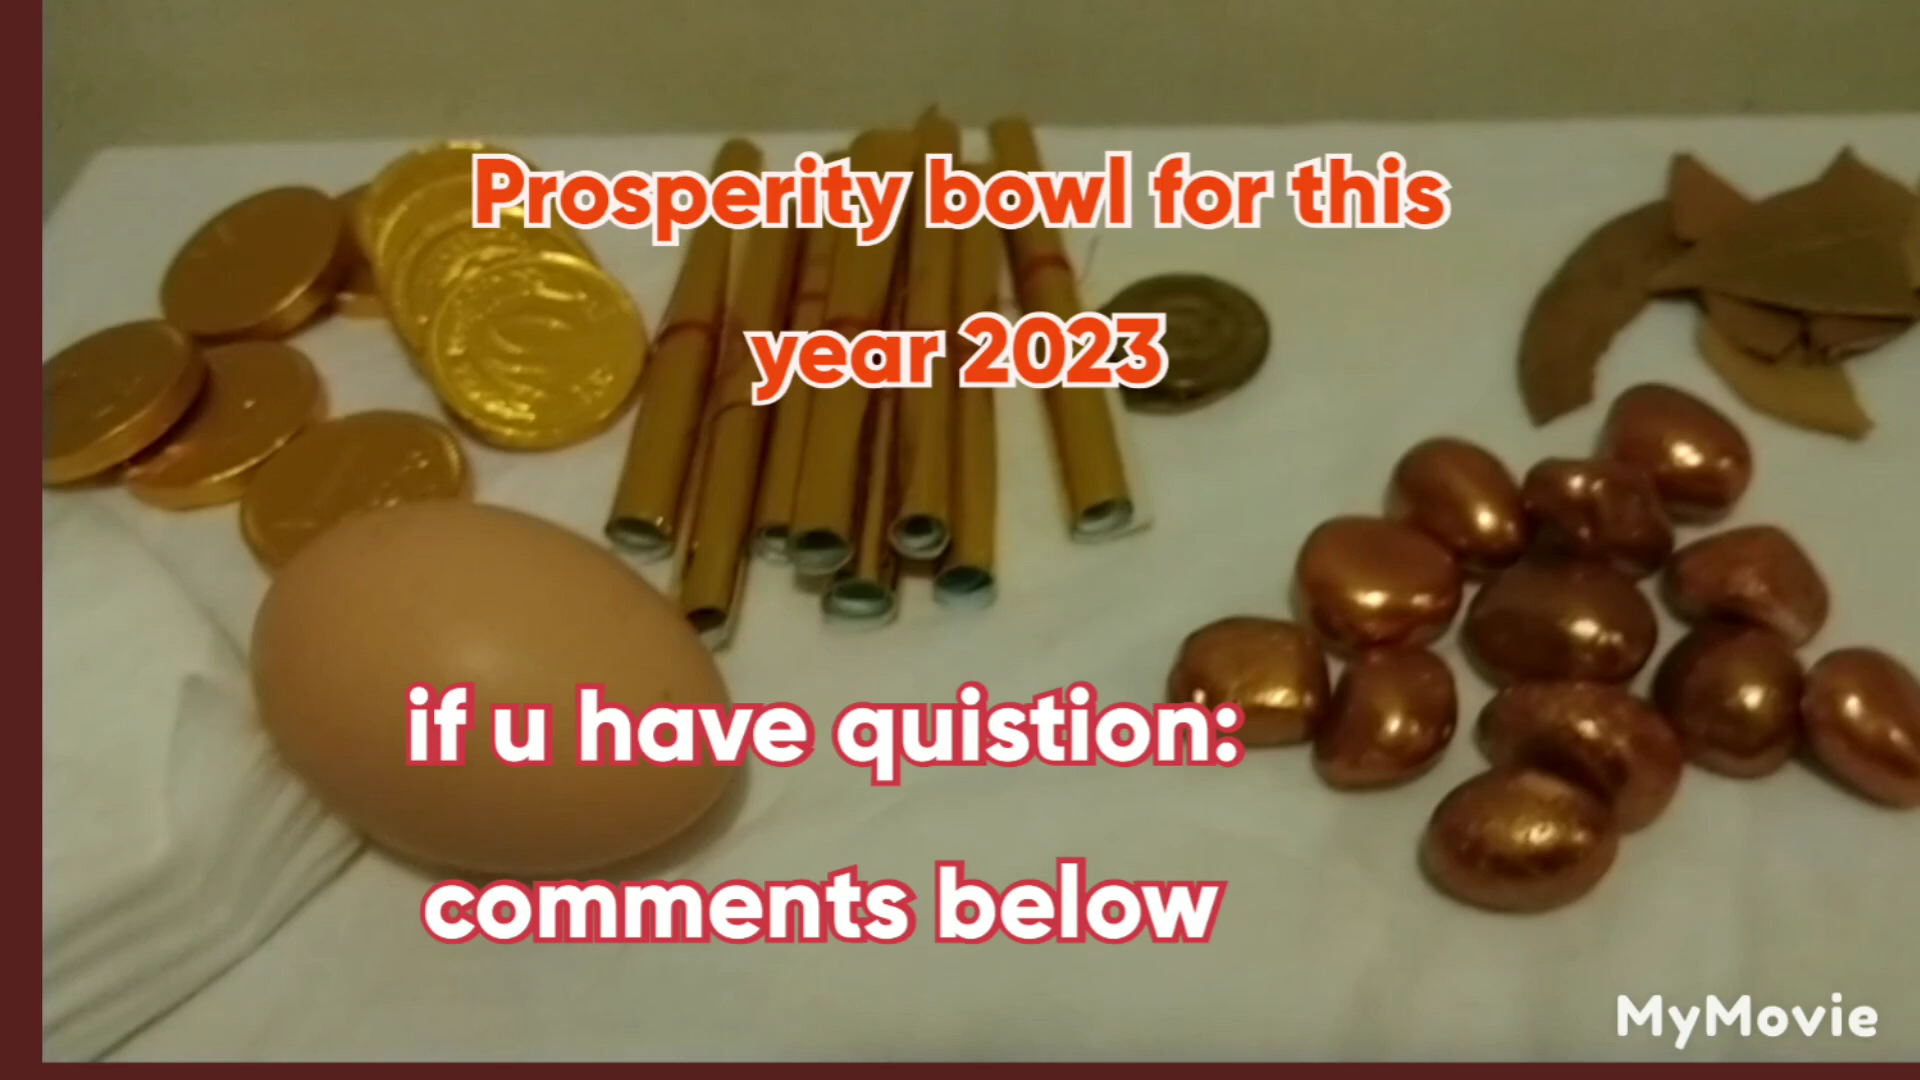 Prosperity bowl for this
year 2023
if u have quistion:
comments below
MyMovie